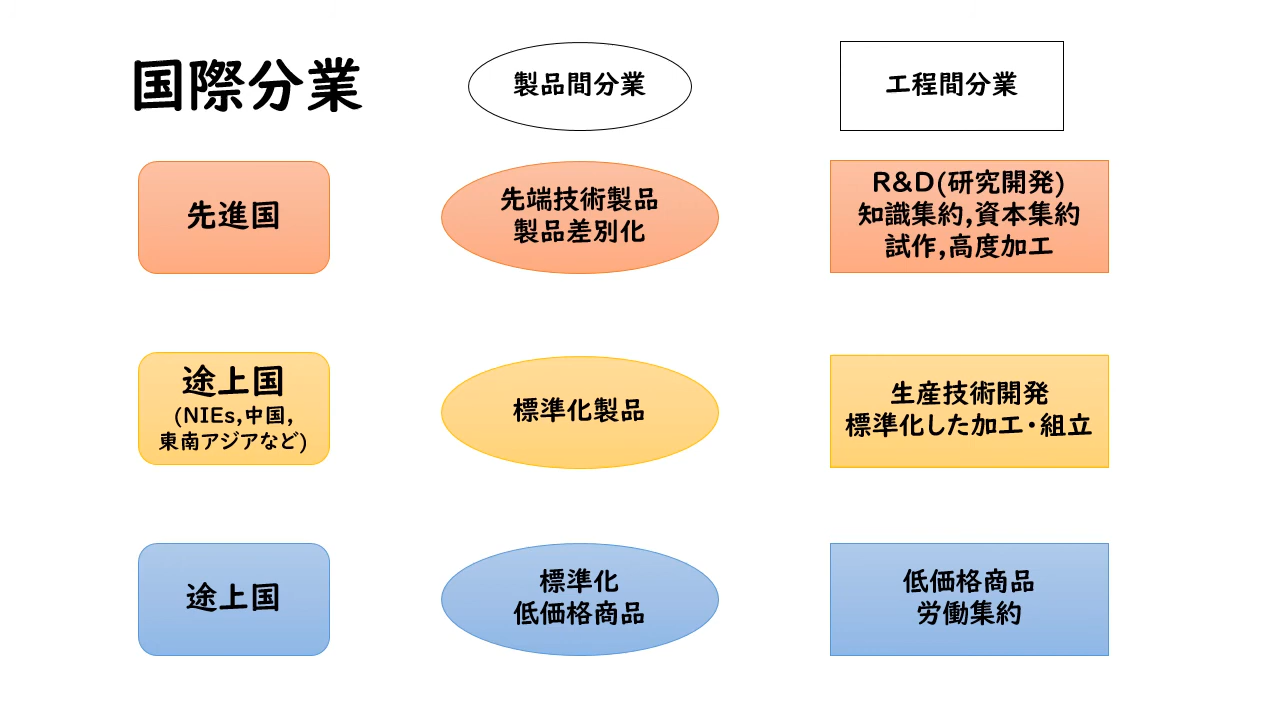 国際分業
製品間分業
工程間分業
先進国
先端技術製品
製品差別化
R&D(研究開発)
知識集約,資本集約
試作,高度加工
途上国
(NIEs,中国,
東南アジアなど)
標準化製品
生産技術開発
標準化した加工・組立
途上国
標準化
低価格商品
低価格商品
労働集約